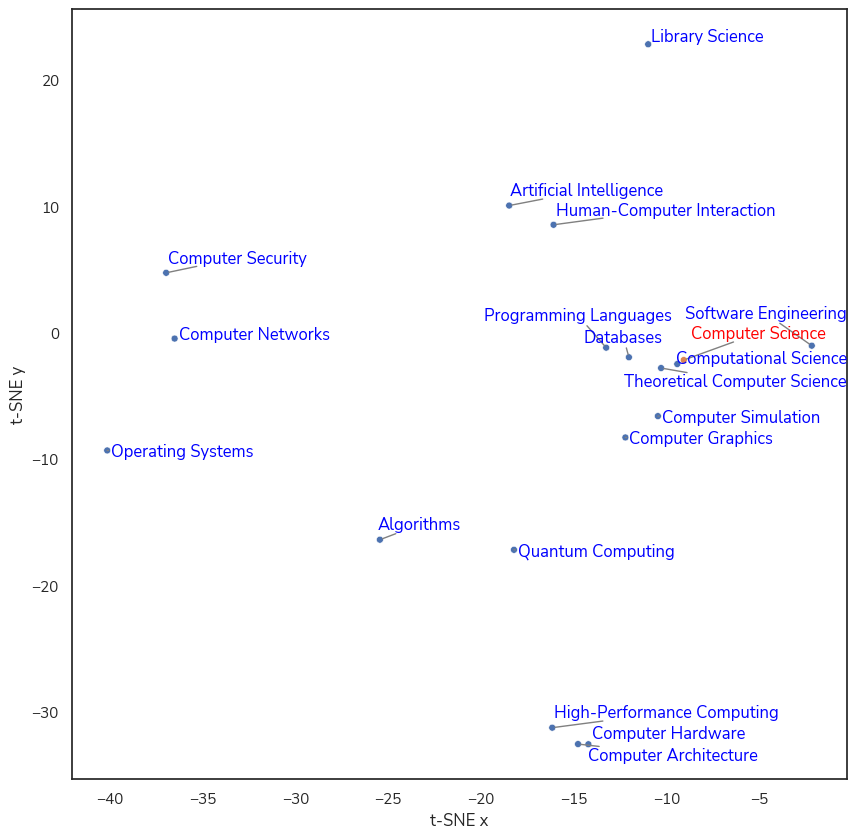 Library Science
20
Artificial Intelligence
10
Human-Computer Interaction
Computer Security
Programming Languages
Software Engineering
0
Computer Networks
Databases
Computer Science
Computational Science
Theoretical Computer Science
t-SNE y
Computer Simulation
Computer Graphics
−10
Operating Systems
Algorithms
Quantum Computing
−20
−30
High-Performance Computing
Computer Hardware
Computer Architecture
−40
−35
−30
−25
−20
−15
−10
−5
t-SNE x